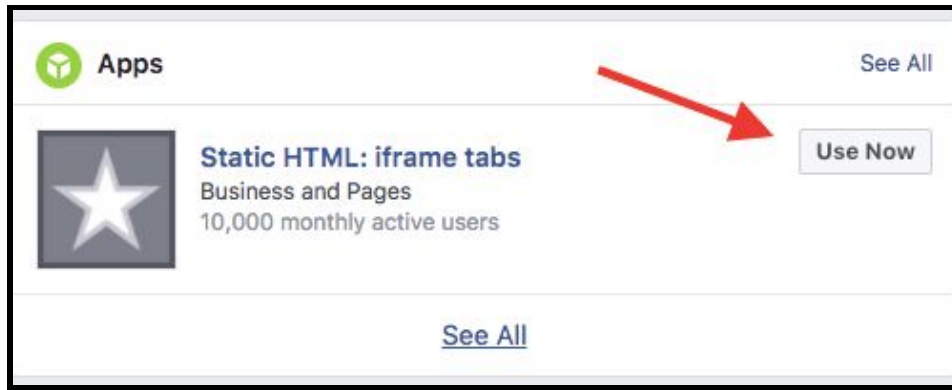 Apps
See All
Static HTML: iframe tabs
Use Now
Business and Pages
10,000 monthly active users
See All